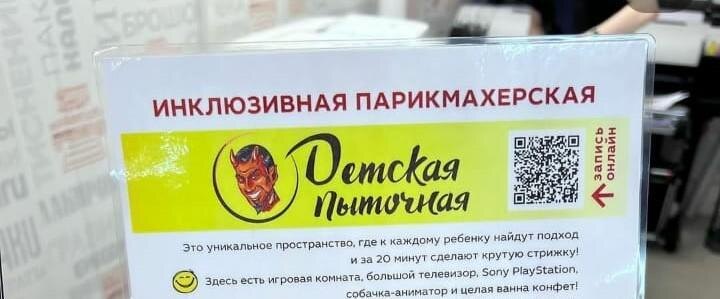 ИНКЛЮЗИВНАЯ ПАРИКМАХЕРСКАЯ
Детская
пыточная
запись
онлайн
Это уникальное пространство, где к каждому ребенку найдут подход
и за 20 минут сделают крутую стрижку!
Здесь есть игровая комната, большой телевизор, Sony PlayStation,
собачка-аниматор и целая ванна конфет!